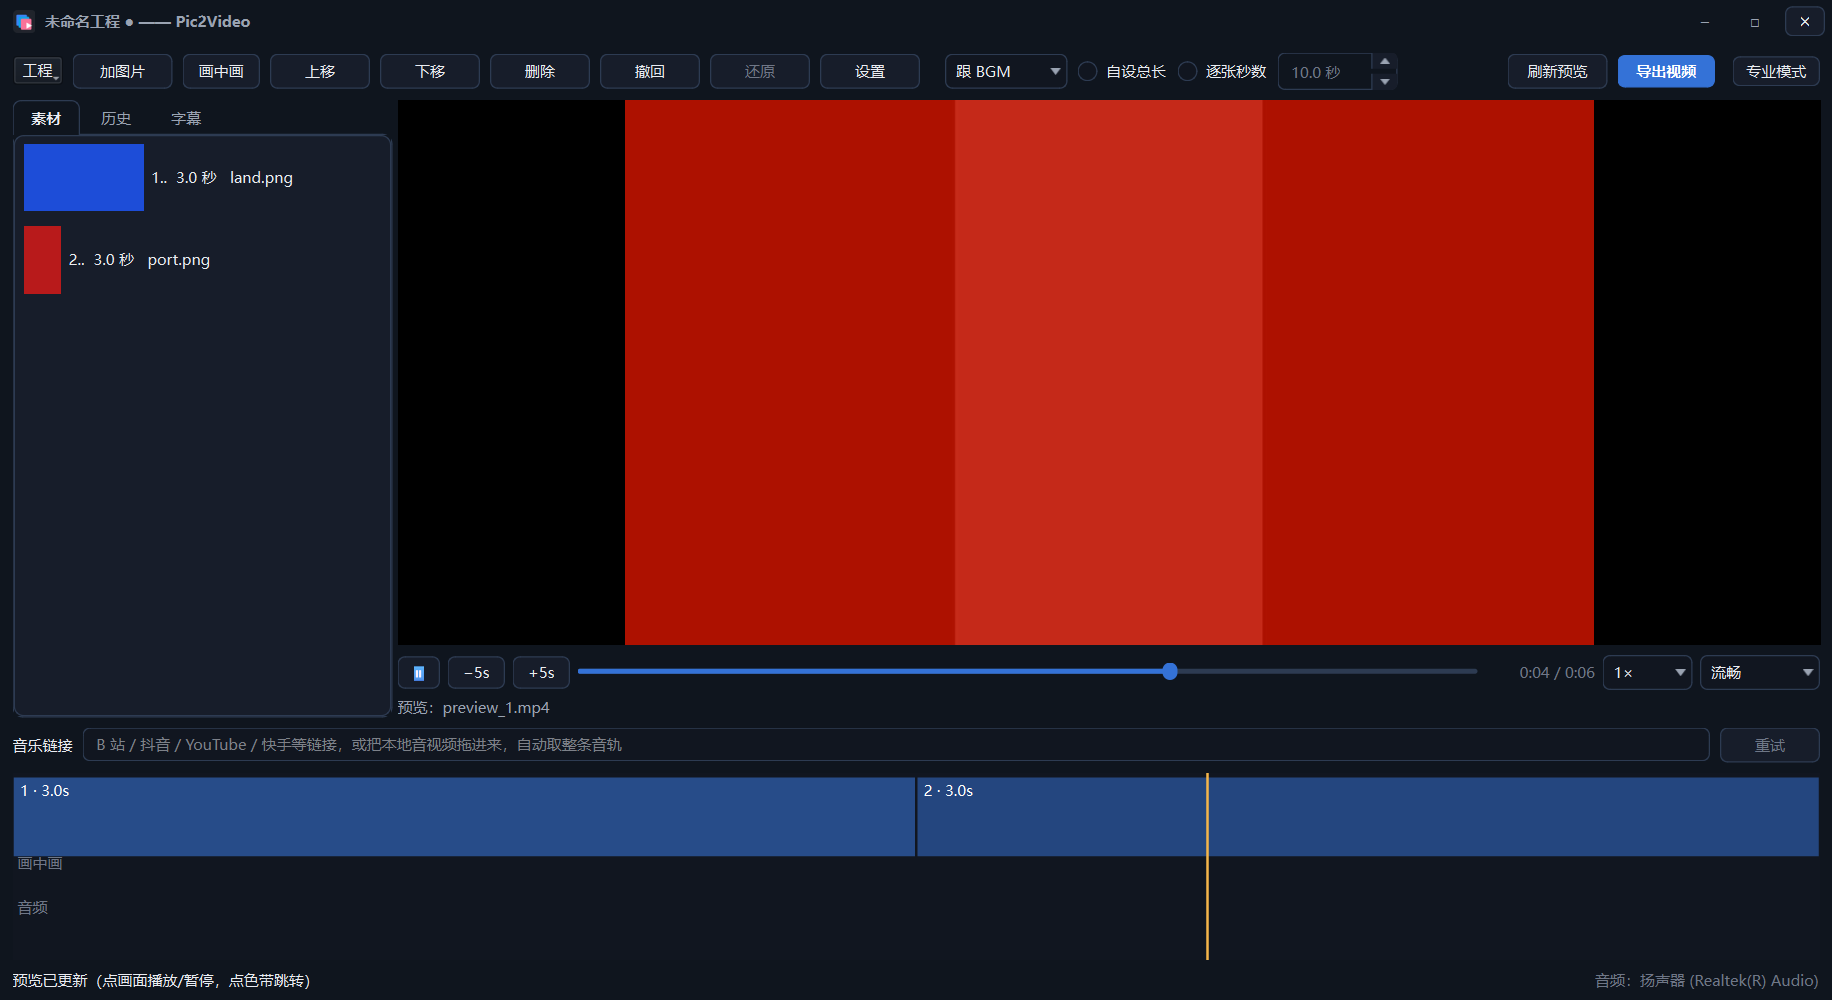 未命名工程 ● —— Pic2Video
工程 加图片 画中画 上移 下移 删除 撤回 还原 设置 跟 BGM 自设总长 逐张秒数 10.0 秒 刷新预览 导出视频 专业模式
素材 历史 字幕
1.. 3.0 秒 land.png
2.. 3.0 秒 port.png
−5s +5s 0:04 / 0:06 1× 流畅
预览：preview_1.mp4
音乐链接 B 站 / 抖音 / YouTube / 快手等链接，或把本地音视频拖进来，自动取整条音轨 重试
1 · 3.0s 2 · 3.0s
画中画
音频
预览已更新（点画面播放/暂停，点色带跳转） 音频：扬声器 (Realtek(R) Audio)